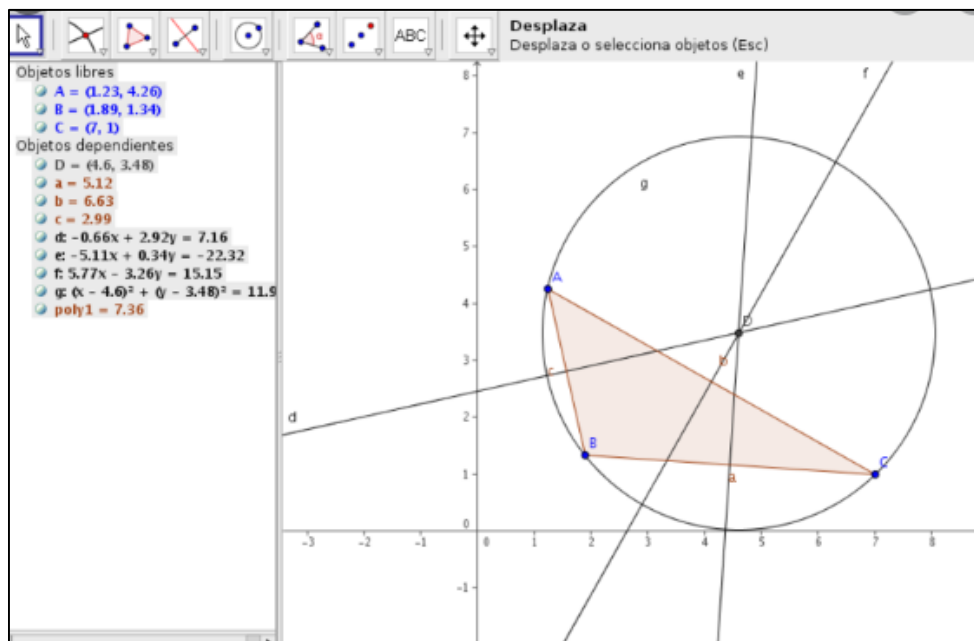 ABC
Desplaza
Desplaza o selecciona objetos (Esc)
Objetos libres
A = (1.23, 4.26)
B = (1.89, 1.34)
C = (7, 1)
Objetos dependientes
D = (4.6, 3.48)
a = 5.12
b = 6.63
c = 2.99
d: -0.66x + 2.92y = 7.16
e: -5.11x + 0.34y = -22.32
f: 5.77x - 3.26y = 15.15
g: (x - 4.6)² + (y - 3.48)² = 11.9
poly1 = 7.36
8
e
f
7
g
6
5
A
4
D
3
c
b
2
d
B
a
C
1
0
-3
-2
-1
0
1
2
3
4
5
6
7
8
-1